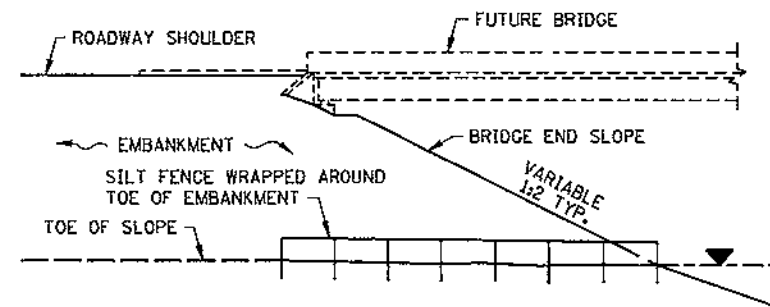 FUTURE BRIDGE
ROADWAY SHOULDER
EMBANKMENT
BRIDGE END SLOPE
SILT FENCE WRAPPED AROUND
TOE OF EMBANKMENT
VARIABLE
1:2 TYP.
TOE OF SLOPE